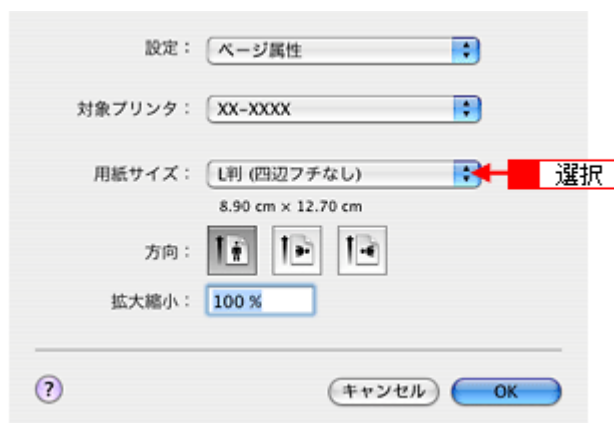 設定： ページ属性
対象プリンタ： XX-XXXX
用紙サイズ： L判 (四辺フチなし) 選択
8.90 cm × 12.70 cm
方向：
拡大縮小： 100 %
? キャンセル OK